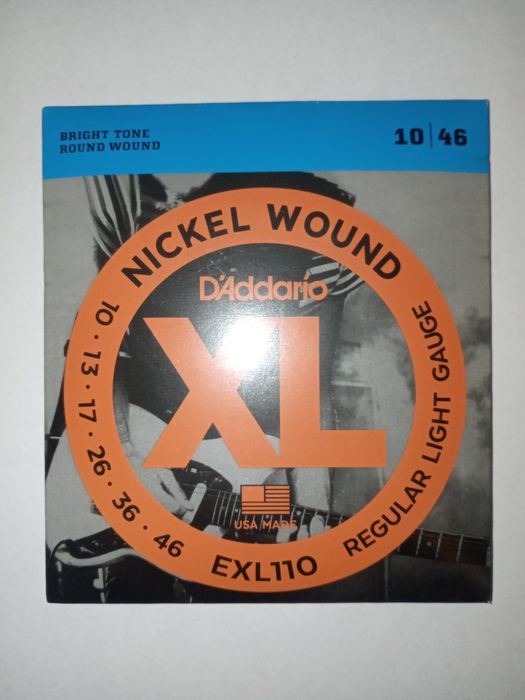 BRIGHT TONE
ROUND WOUND
10|46
NICKEL WOUND
D'Addario
XL
10 · 13 · 17 · 26 · 36 · 46
REGULAR LIGHT GAUGE
USA MADE
EXL110